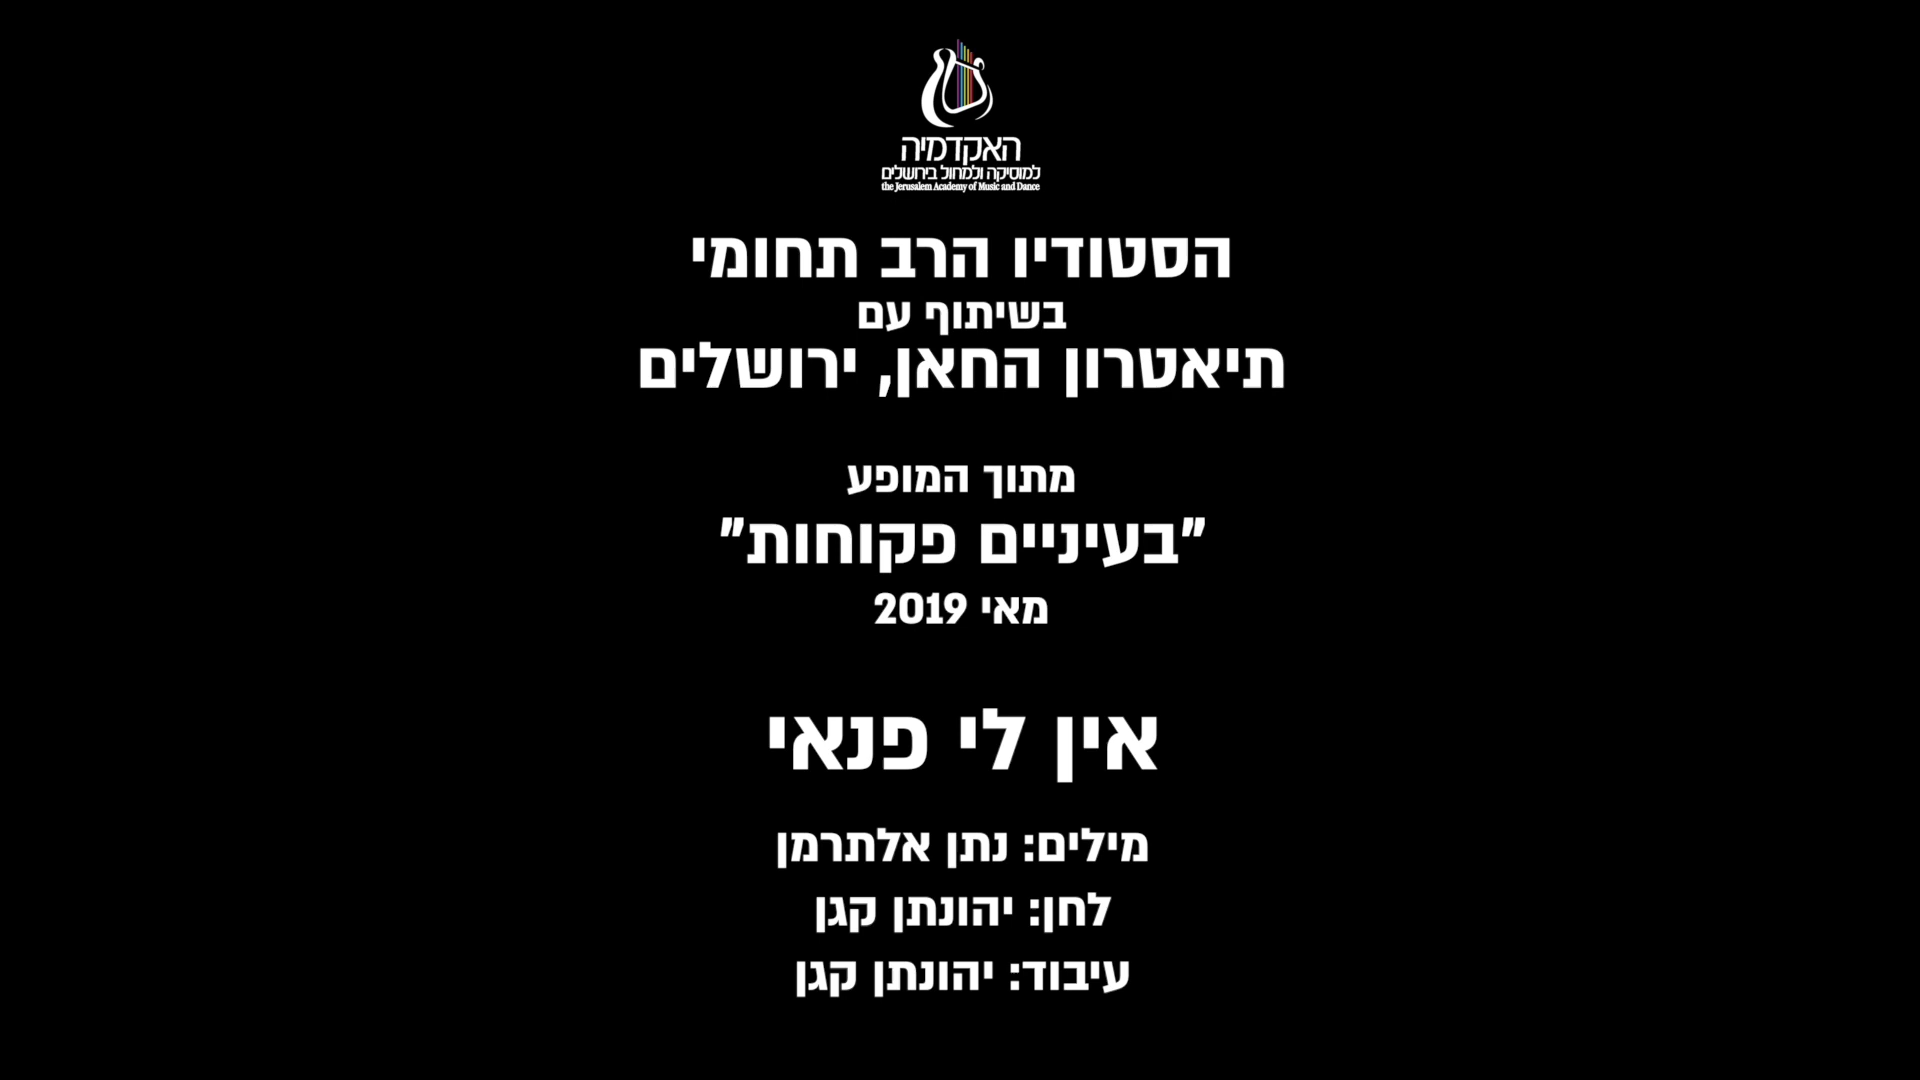 האקדמיה
למוסיקה ולמחול בירושלים
the Jerusalem Academy of Music and Dance
הסטודיו הרב תחומי
בשיתוף עם
תיאטרון החאן, ירושלים
מתוך המופע
"בעיניים פקוחות"
מאי 2019
אין לי פנאי
מילים: נתן אלתרמן
לחן: יהונתן קגן
עיבוד: יהונתן קגן